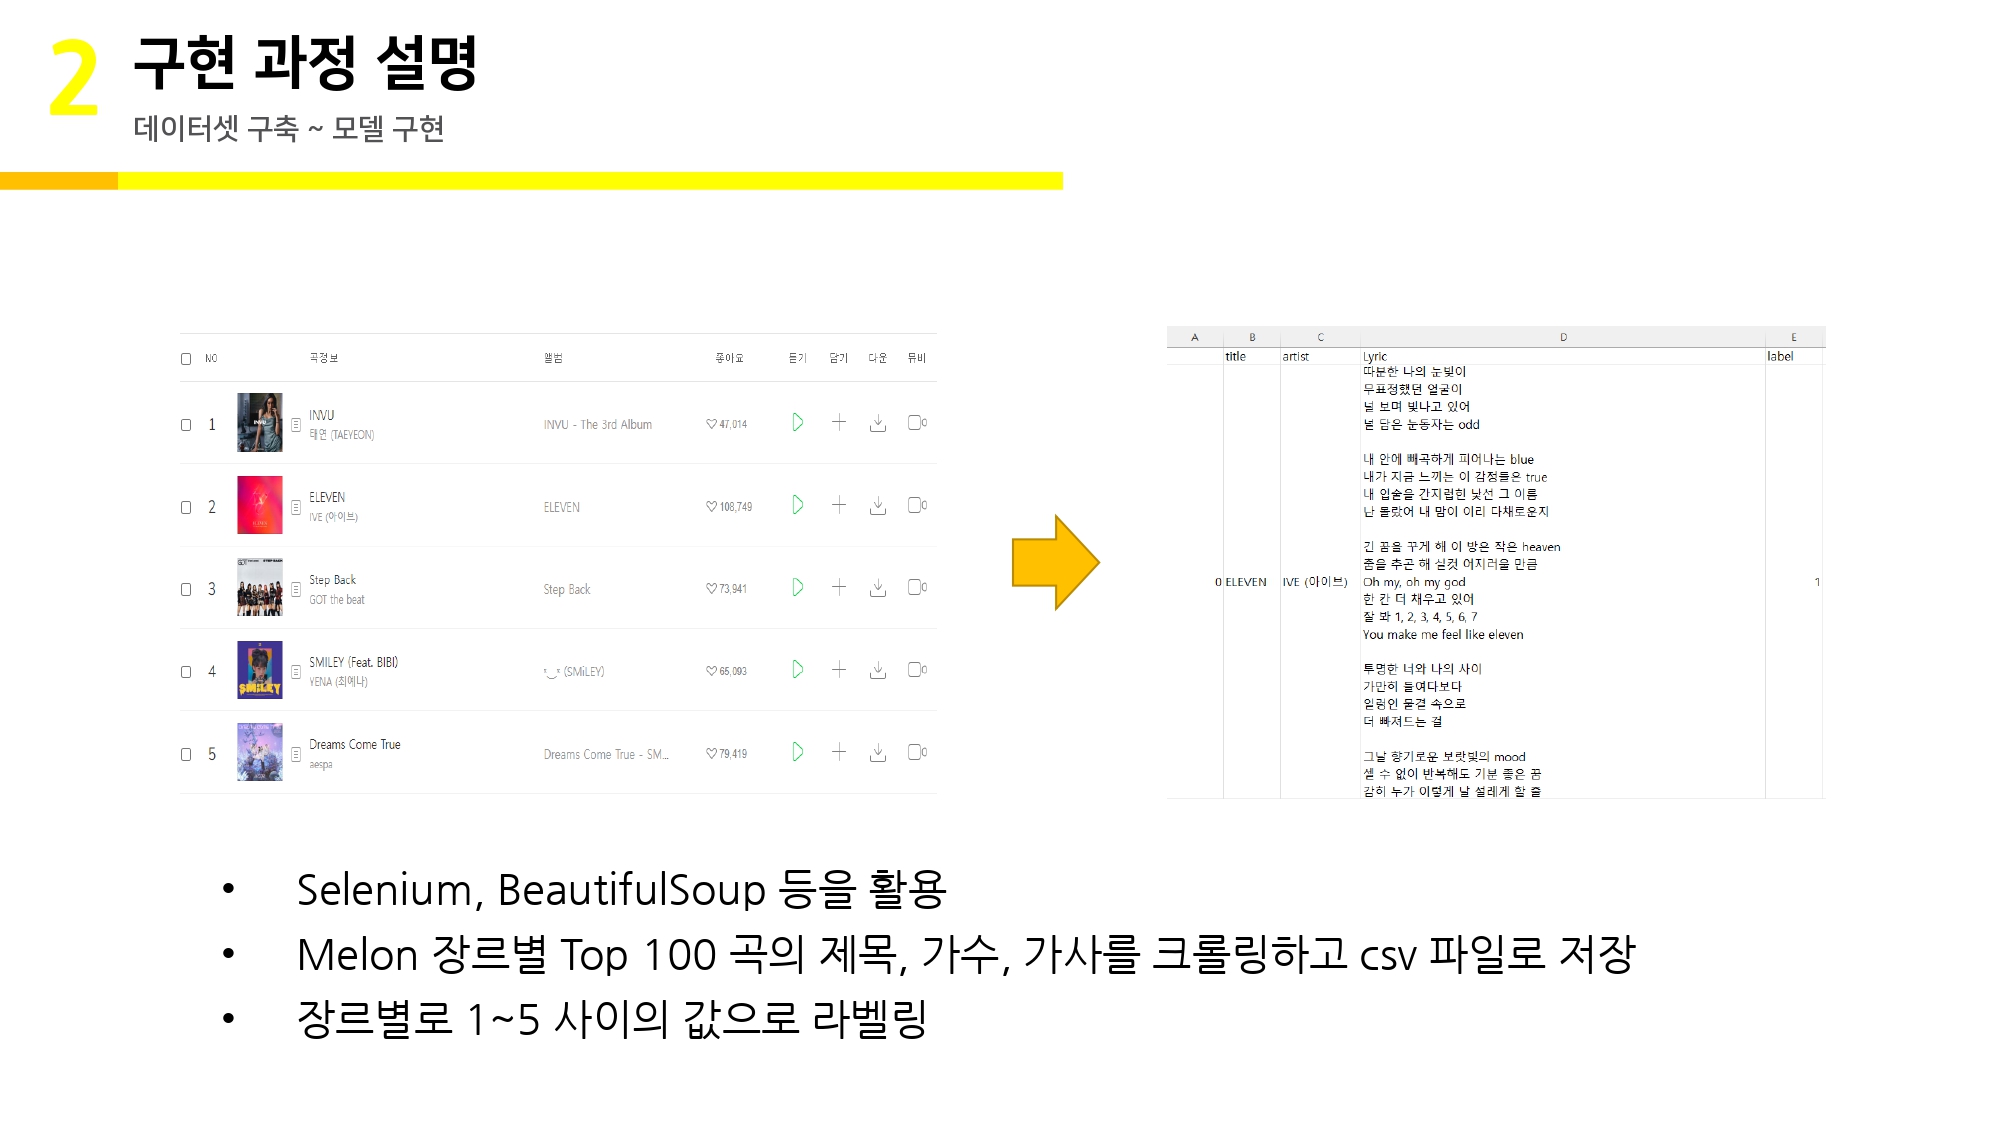 2
구현 과정 설명
데이터셋 구축 ~ 모델 구현
NO 곡정보 앨범 좋아요 듣기 담기 다운 뮤비
1 INVU INVU - The 3rd Album 47,014
태연 (TAEYEON)
2 ELEVEN ELEVEN 108,749
IVE (아이브)
3 Step Back Step Back 73,941
GOT the beat
4 SMILEY (Feat. BIBI) (SMiLEY) 65,093
YENA (최예나)
5 Dreams Come True Dreams Come True - SM... 79,419
aespa
A B C D E
title artist Lyric label
따분한 나의 눈빛이
무표정했던 얼굴이
널 보며 빛나고 있어
널 담은 눈동자는 odd
내 안에 빼곡하게 피어나는 blue
내가 지금 느끼는 이 감정들은 true
내 입술을 간지럽힌 낯선 그 이름
난 몰랐어 내 맘이 이리 다채로운지
긴 꿈을 꾸게 해 이 방은 작은 heaven
춤을 추곤 해 실컷 어지러울 만큼
0 ELEVEN IVE (아이브) Oh my, oh my god 1
한 칸 더 채우고 있어
잘 봐 1, 2, 3, 4, 5, 6, 7
You make me feel like eleven
투명한 너와 나의 사이
가만히 들여다보다
일렁인 물결 속으로
더 빠져드는 걸
그날 향기로운 보랏빛의 mood
셀 수 없이 반복해도 기분 좋은 꿈
감히 누가 이렇게 날 설레게 할 줄
• Selenium, BeautifulSoup 등을 활용
• Melon 장르별 Top 100 곡의 제목, 가수, 가사를 크롤링하고 csv 파일로 저장
• 장르별로 1~5 사이의 값으로 라벨링